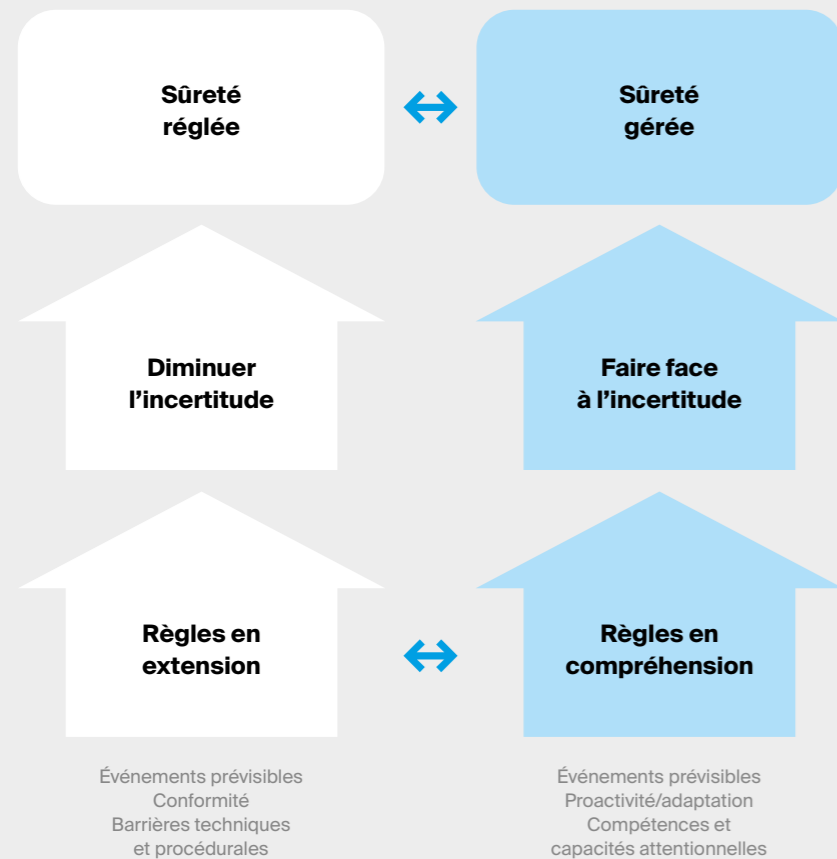 Sûreté
réglée
Sûreté
gérée
Diminuer
l’incertitude
Faire face
à l’incertitude
Règles en
extension
Règles en
compréhension
Événements prévisibles
Conformité
Barrières techniques
et procédurales
Événements prévisibles
Proactivité/adaptation
Compétences et
capacités attentionnelles